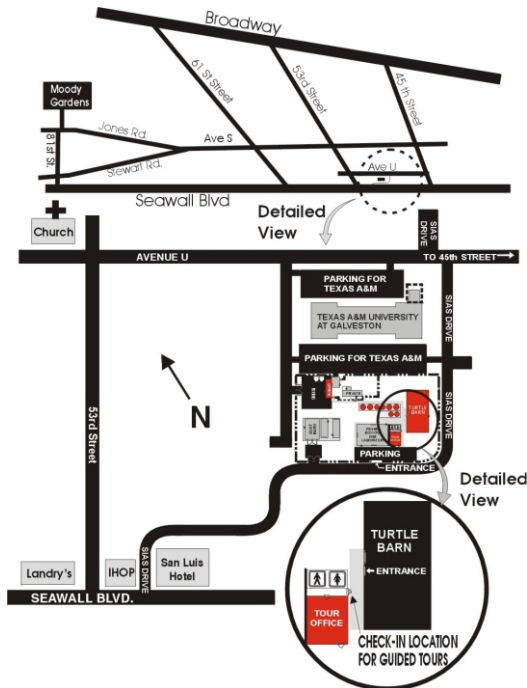 Broadway
61 St Street
53rd Street
45 th Street
Moody
Gardens
Jones Rd.
Ave S
81st St.
Stewart Rd.
Ave U
Seawall Blvd
Detailed
View
Church
SIAS
DRIVE
AVENUE U
TO 45TH STREET
PARKING FOR
TEXAS A&M
TEXAS A&M UNIVERSITY
AT GALVESTON
PARKING FOR TEXAS A&M
SIAS DRIVE
N
53rd Street
TURTLE
BARN
SIAS DRIVE
PARKING
ENTRANCE
Detailed
View
SIAS DRIVE
Landry's
IHOP
San Luis
Hotel
SEAWALL BLVD.
TURTLE
BARN
ENTRANCE
TOUR
OFFICE
CHECK-IN LOCATION
FOR GUIDED TOURS